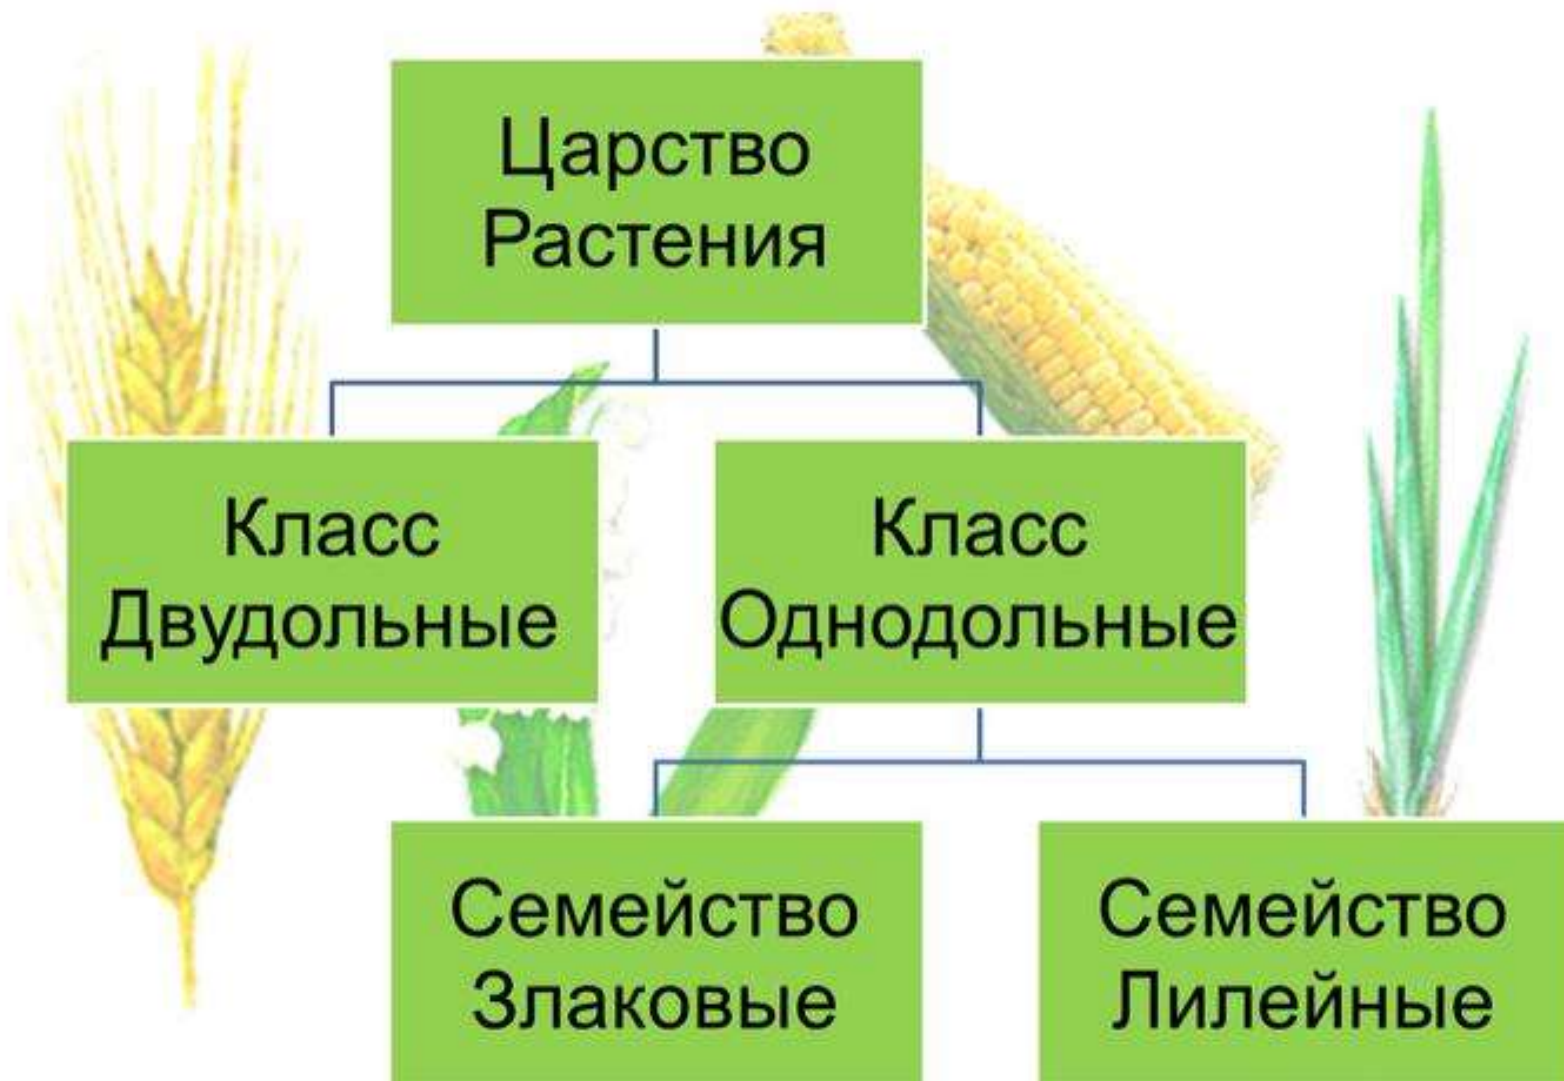 Царство
Растения
Класс
Двудольные
Класс
Однодольные
Семейство
Злаковые
Семейство
Лилейные